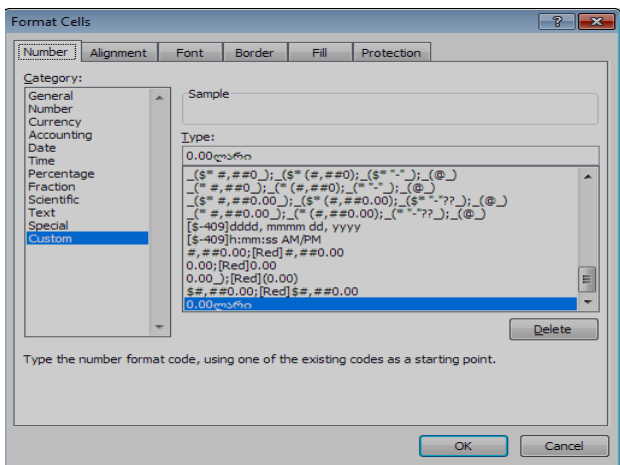 Format Cells
Number Alignment Font Border Fill Protection
Category:
General
Number
Currency
Accounting
Date
Time
Percentage
Fraction
Scientific
Text
Special
Custom
Sample
Type:
0.00ლარი
_($* #,##0_);_($* (#,##0);_($* "-"_);_(@_)
_(* #,##0_);_(* (#,##0);_(* "-"_);_(@_)
_($* #,##0.00_);_($* (#,##0.00);_($* "-"??_);_(@_)
_(* #,##0.00_);_(* (#,##0.00);_(* "-"??_);_(@_)
[$-409]dddd, mmmm dd, yyyy
[$-409]h:mm:ss AM/PM
#,##0.00;[Red]#,##0.00
0.00;[Red]0.00
0.00_);[Red](0.00)
$#,##0.00;[Red]$#,##0.00
0.00ლარი
Delete
Type the number format code, using one of the existing codes as a starting point.
OK Cancel